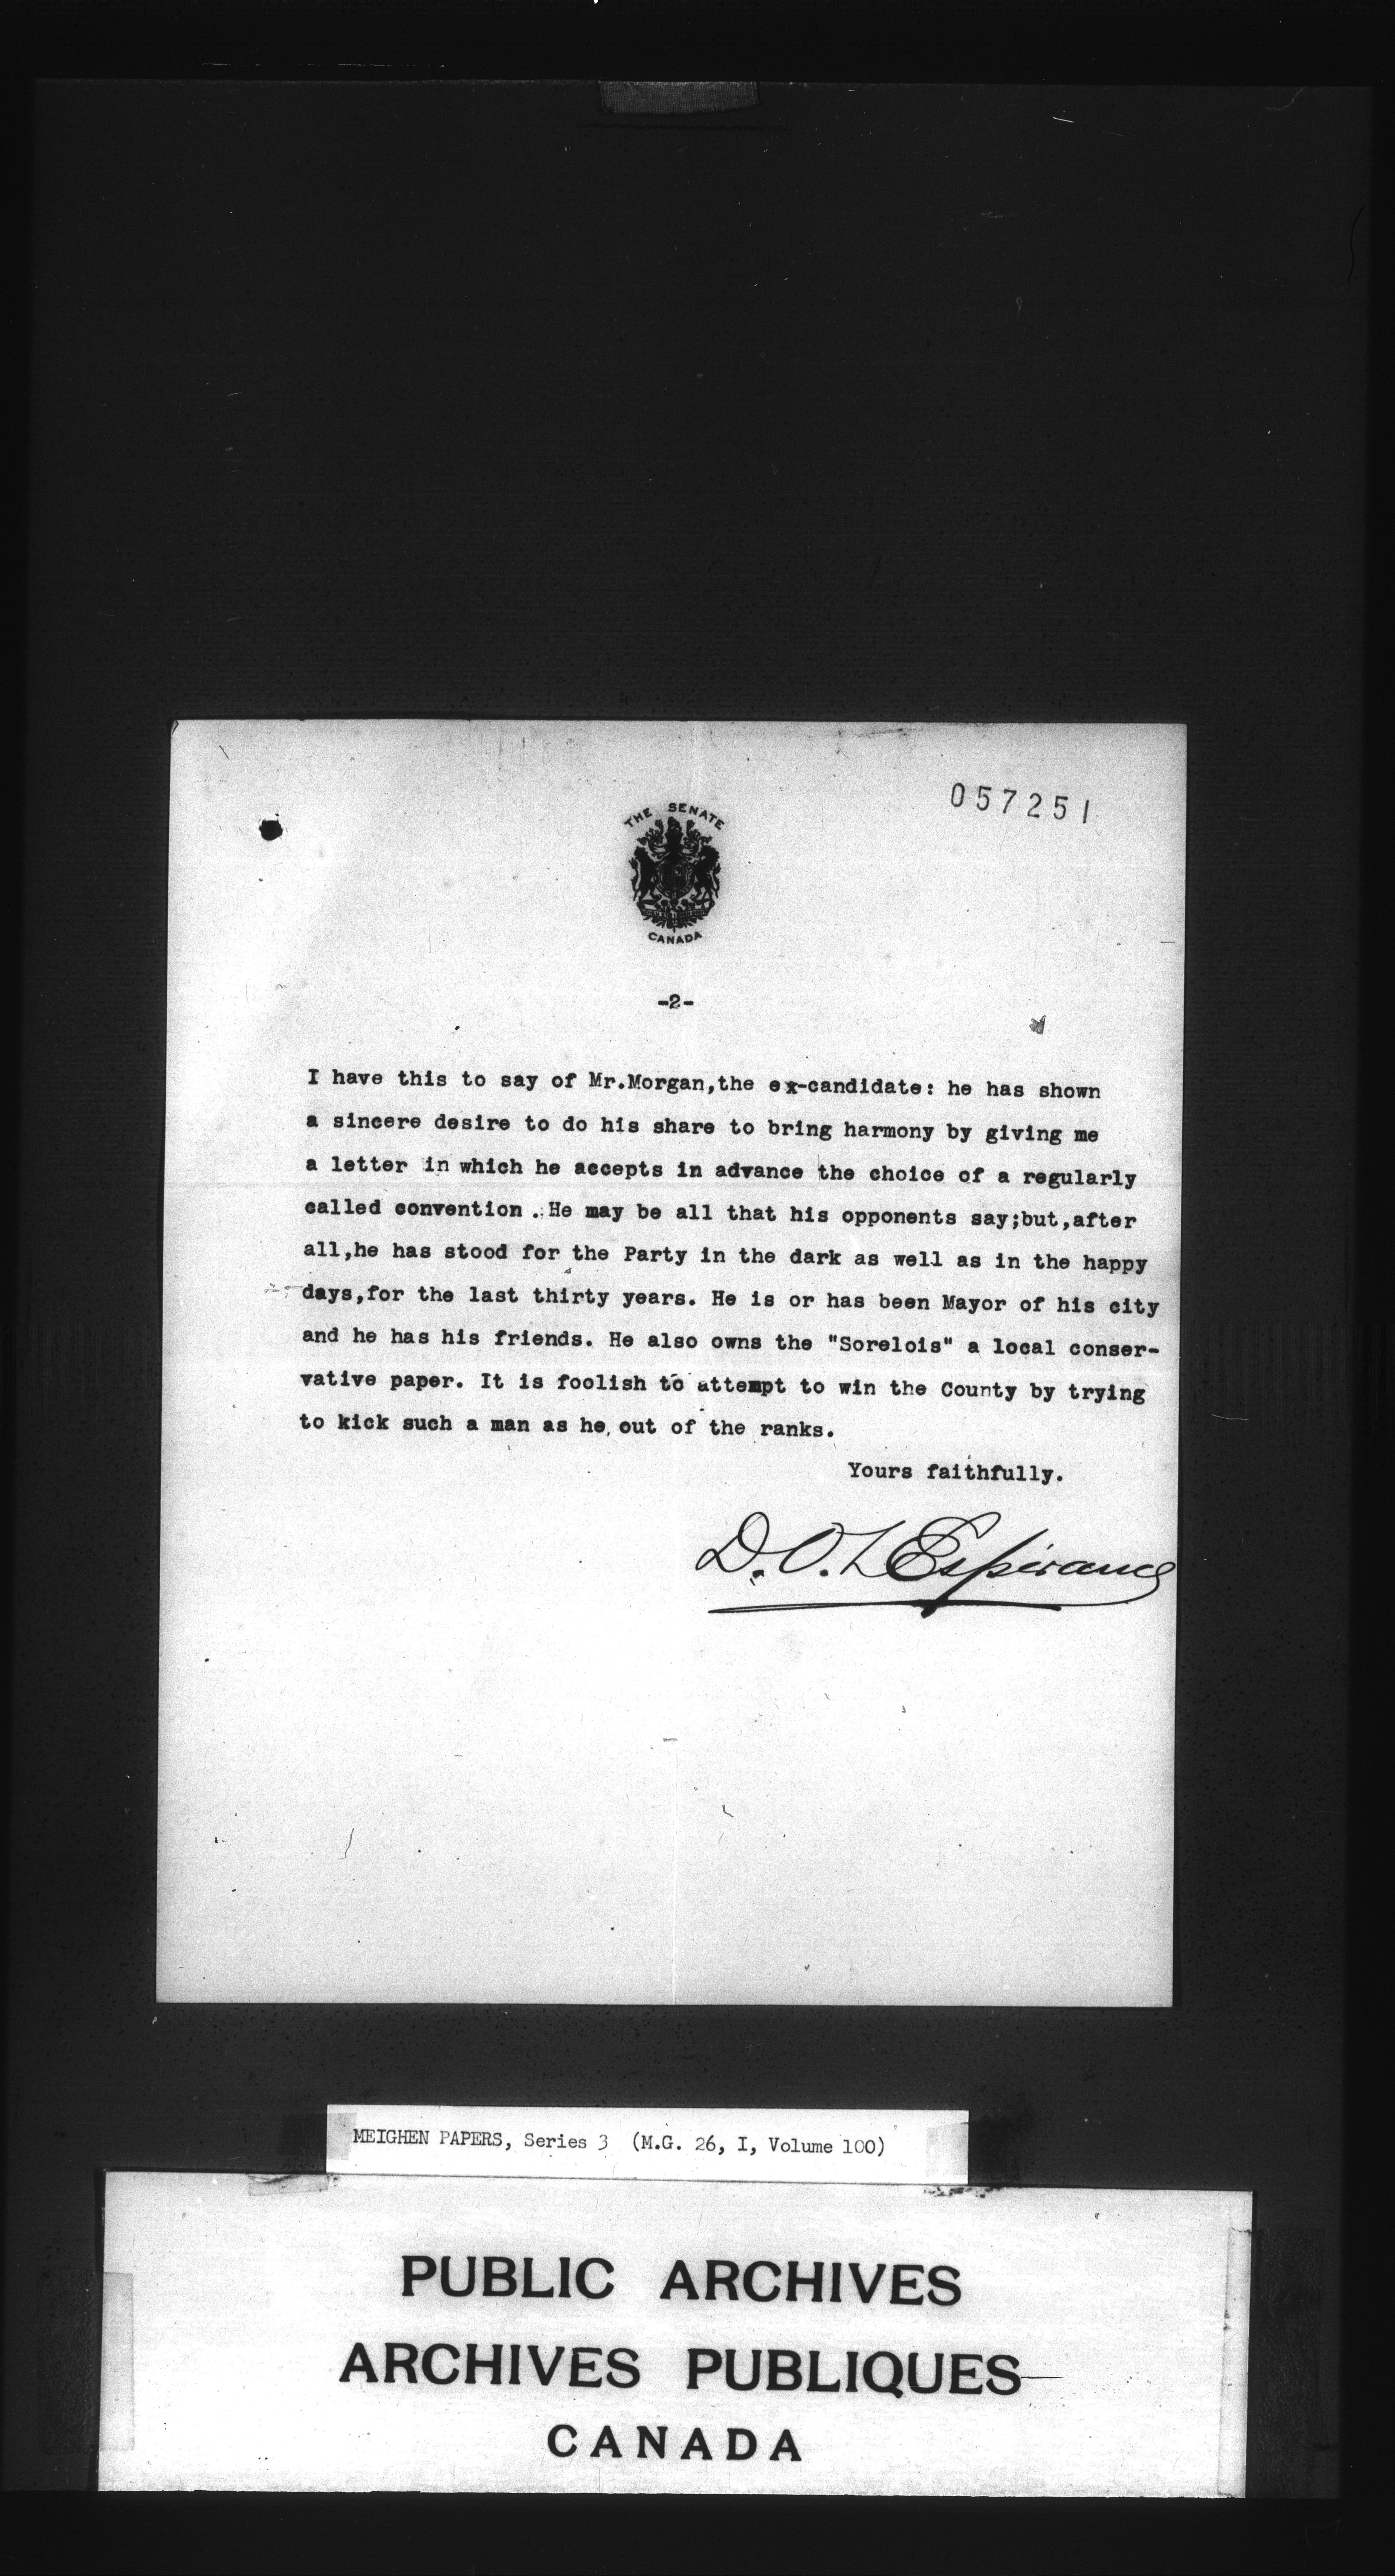 057251
THE SENATE
CANADA
-2-
I have this to say of Mr.Morgan,the ex-candidate: he has shown
a sincere desire to do his share to bring harmony by giving me
a letter in which he accepts in advance the choice of a regularly
called convention . He may be all that his opponents say;but,after
all,he has stood for the Party in the dark as well as in the happy
days,for the last thirty years. He is or has been Mayor of his city
and he has his friends. He also owns the "Sorelois" a local conser-
vative paper. It is foolish to attempt to win the County by trying
to kick such a man as he out of the ranks.
Yours faithfully.
D.O. L'Esperance
MEIGHEN PAPERS, Series 3 (M.G. 26, I, Volume 100)
PUBLIC ARCHIVES
ARCHIVES PUBLIQUES
CANADA